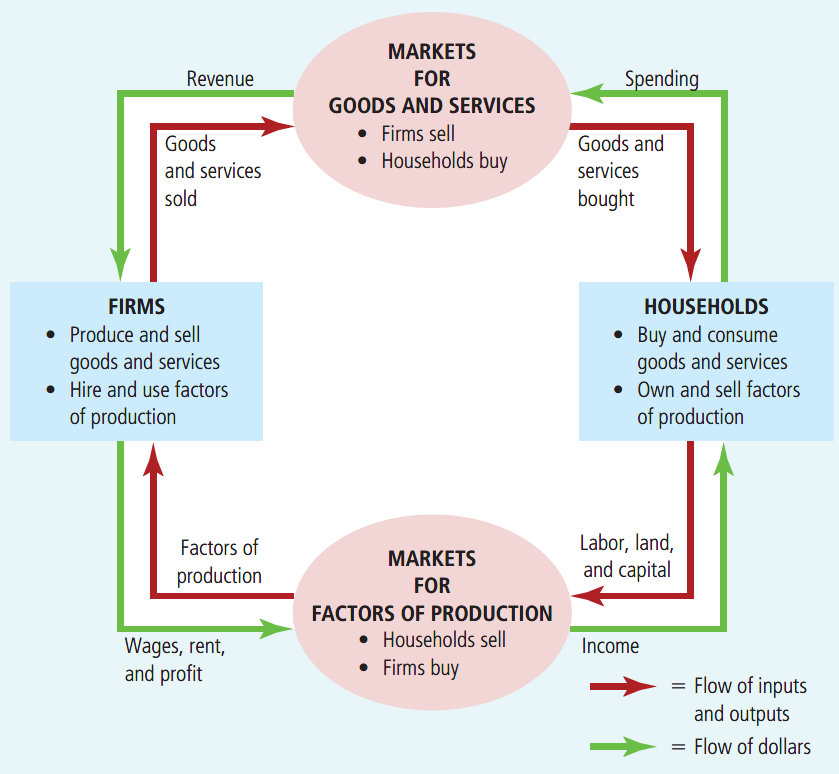 MARKETS
FOR
GOODS AND SERVICES
• Firms sell
• Households buy
Revenue
Spending
Goods
and services
sold
Goods and
services
bought
FIRMS
• Produce and sell
goods and services
• Hire and use factors
of production
HOUSEHOLDS
• Buy and consume
goods and services
• Own and sell factors
of production
Factors of
production
Labor, land,
and capital
MARKETS
FOR
FACTORS OF PRODUCTION
• Households sell
• Firms buy
Wages, rent,
and profit
Income
= Flow of inputs
and outputs
= Flow of dollars